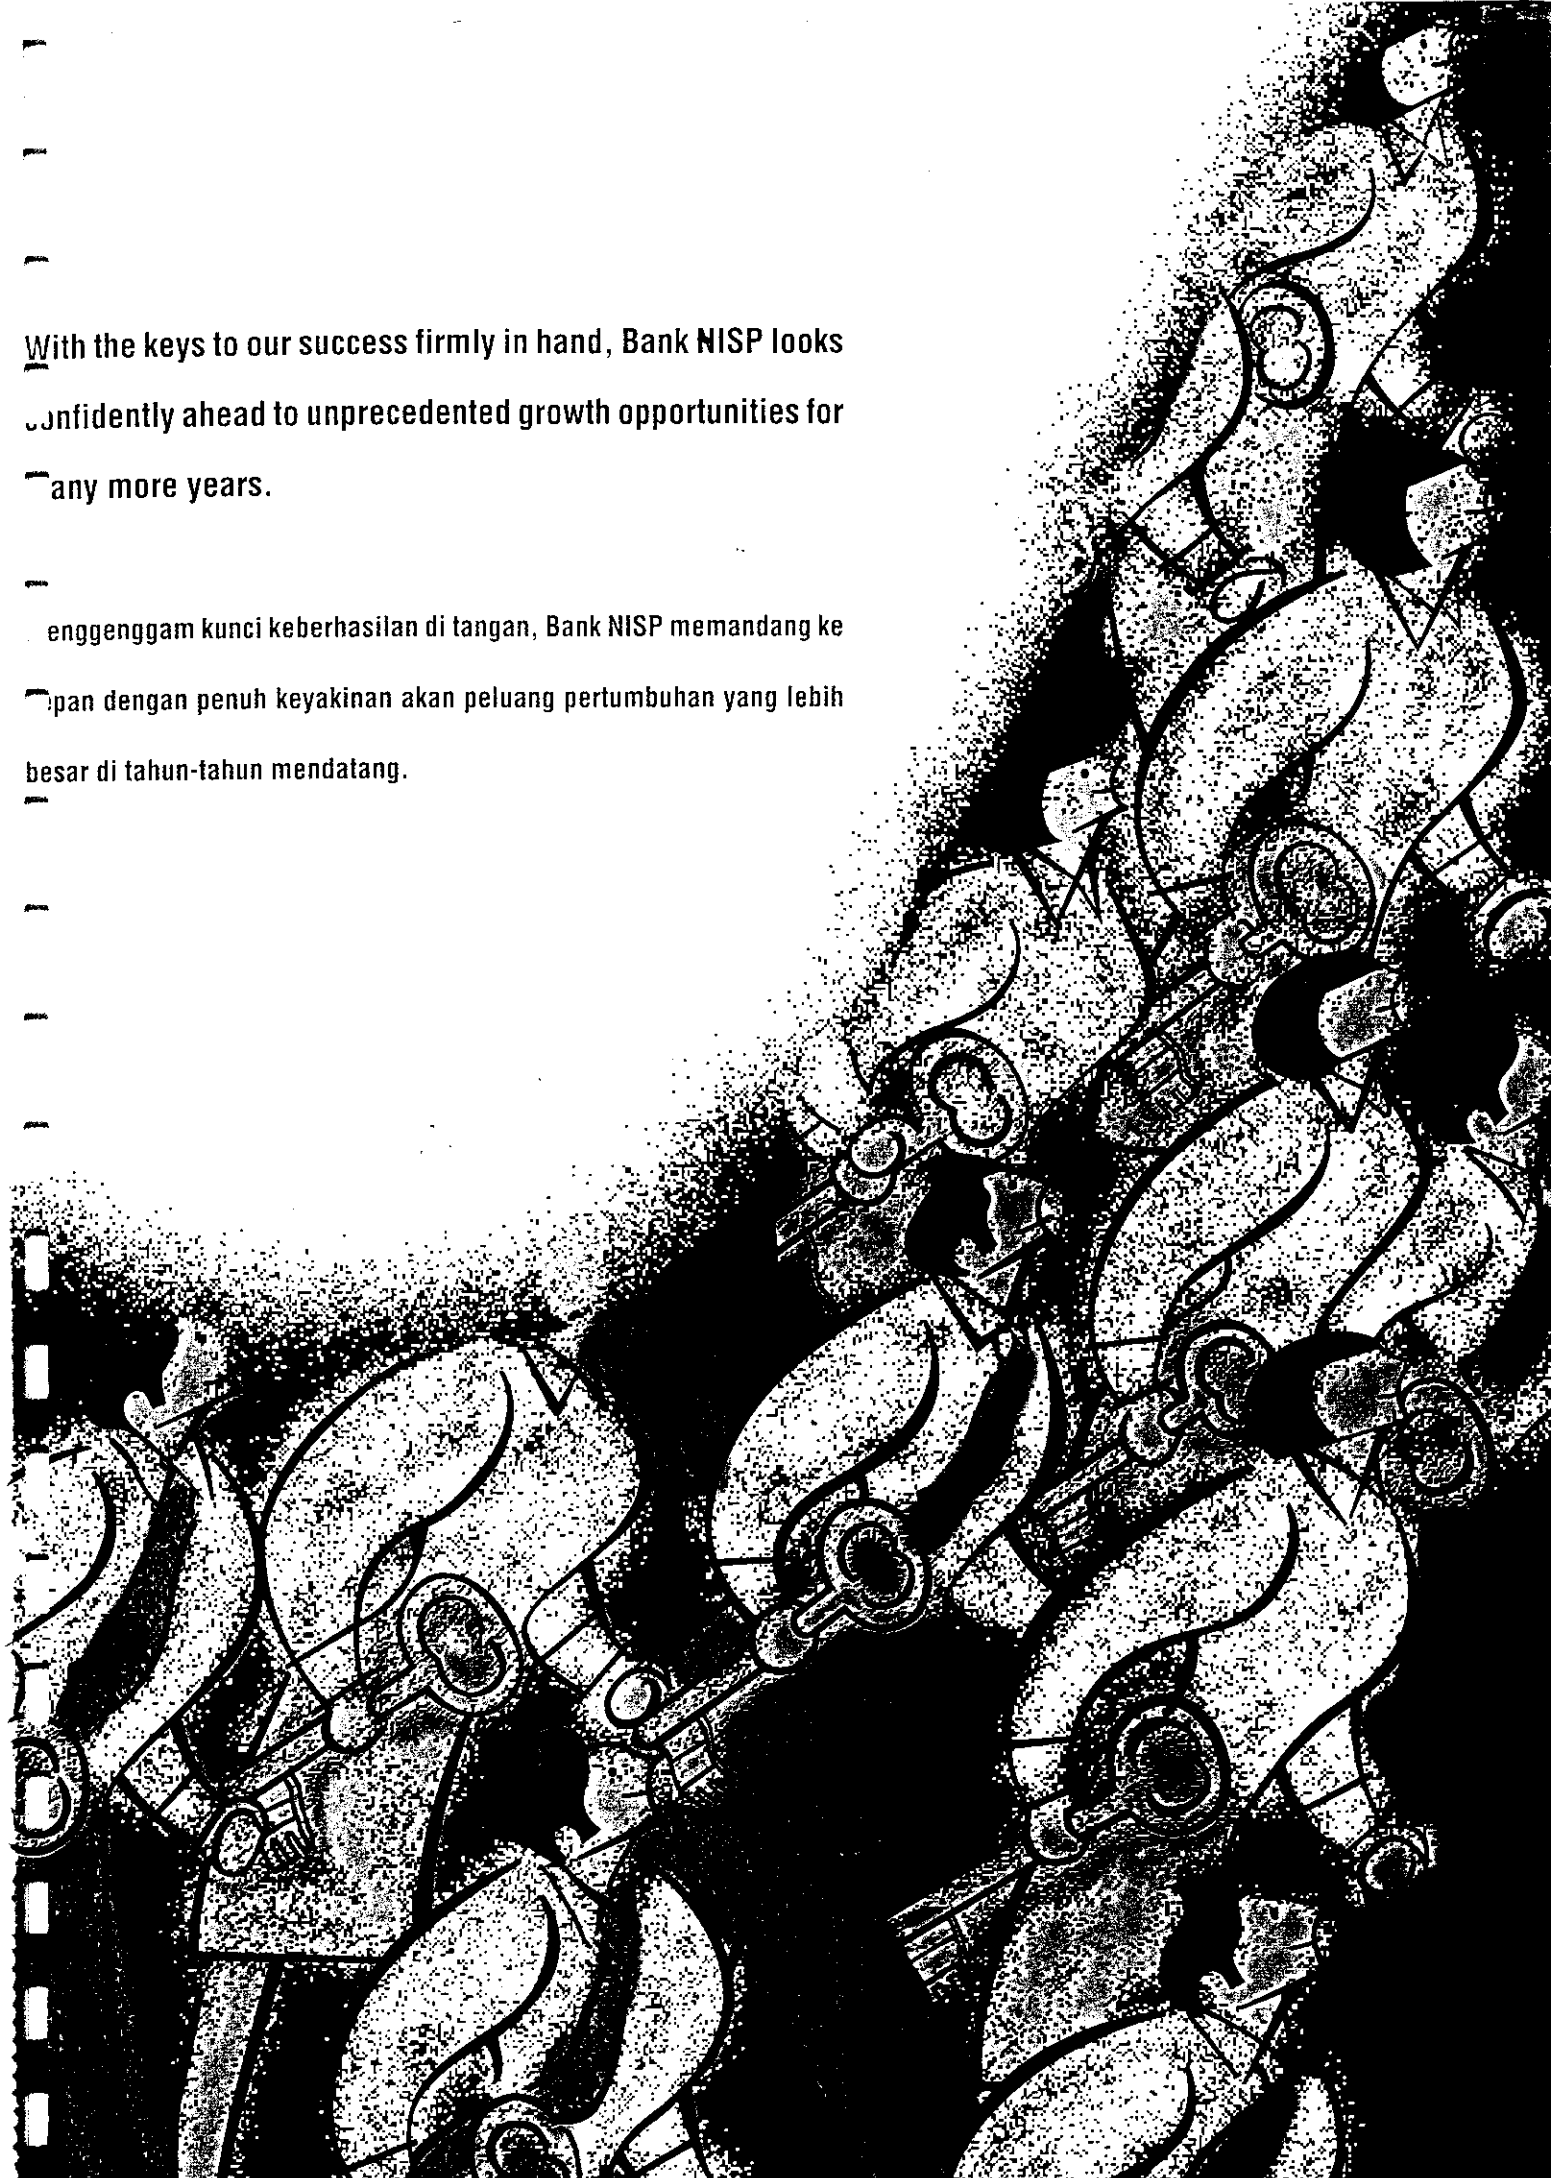 With the keys to our success firmly in hand, Bank NISP looks
onfidently ahead to unprecedented growth opportunities for
any more years.
enggenggam kunci keberhasilan di tangan, Bank NISP memandang ke
pan dengan penuh keyakinan akan peluang pertumbuhan yang lebih
besar di tahun-tahun mendatang.